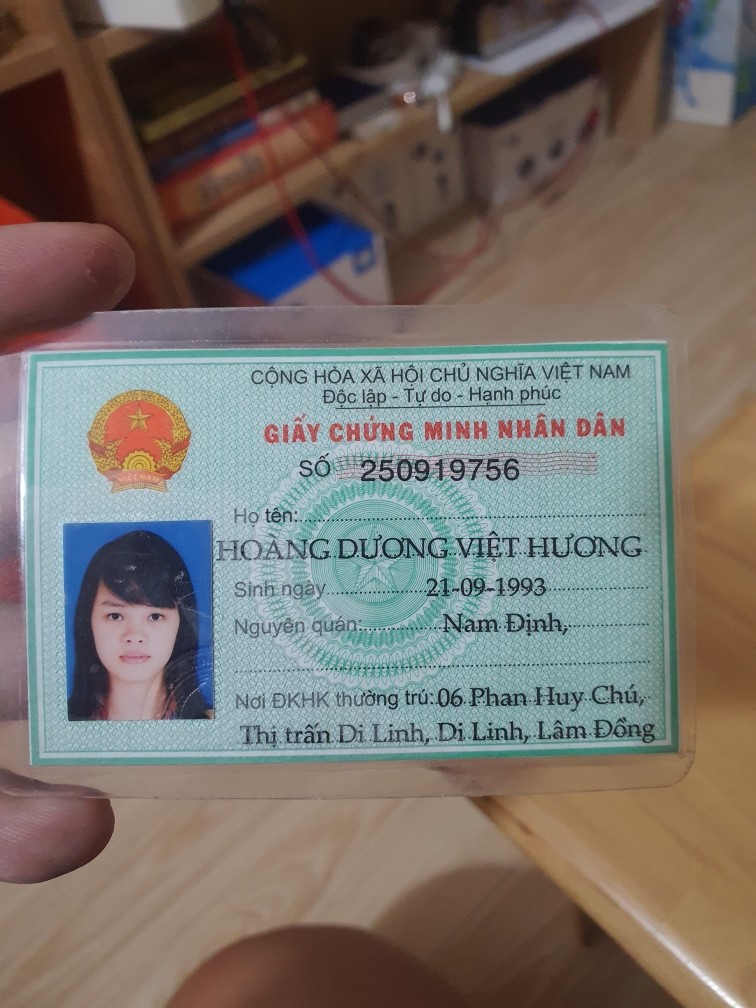 CỘNG HÒA XÃ HỘI CHỦ NGHĨA VIỆT NAM
Độc lập - Tự do - Hạnh phúc
GIẤY CHỨNG MINH NHÂN DÂN
SỐ 250919756
VIỆT NAM
Họ tên:
HOÀNG DƯƠNG VIỆT HƯƠNG
Sinh ngày 21-09-1993
Nguyên quán: Nam Định,
Nơi ĐKHK thường trú: 06 Phan Huy Chú,
Thị trấn Di Linh, Di Linh, Lâm Đồng